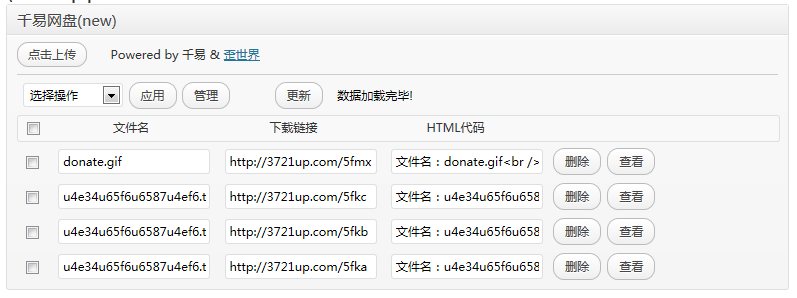 千易网盘(new)
点击上传 Powered by 千易 & 歪世界
选择操作 应用 管理 更新 数据加载完毕!
文件名 下载链接 HTML代码
donate.gif http://3721up.com/5fmx 文件名：donate.gif<br /> 删除 查看
u4e34u65f6u6587u4ef6.t http://3721up.com/5fkc 文件名：u4e34u65f6u658 删除 查看
u4e34u65f6u6587u4ef6.t http://3721up.com/5fkb 文件名：u4e34u65f6u658 删除 查看
u4e34u65f6u6587u4ef6.t http://3721up.com/5fka 文件名：u4e34u65f6u658 删除 查看